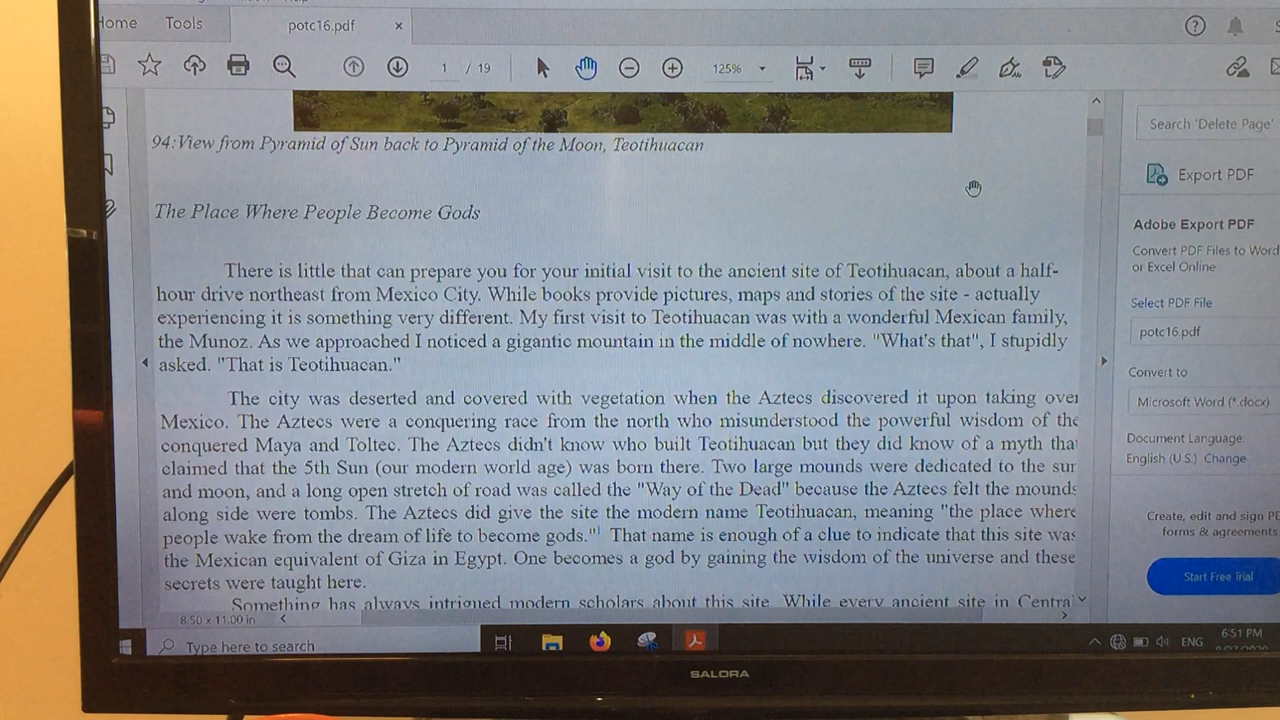 Home Tools potc16.pdf ×
1 / 19 125%
94:View from Pyramid of Sun back to Pyramid of the Moon, Teotihuacan
The Place Where People Become Gods
There is little that can prepare you for your initial visit to the ancient site of Teotihuacan, about a half-
hour drive northeast from Mexico City. While books provide pictures, maps and stories of the site - actually
experiencing it is something very different. My first visit to Teotihuacan was with a wonderful Mexican family,
the Munoz. As we approached I noticed a gigantic mountain in the middle of nowhere. "What's that", I stupidly
asked. "That is Teotihuacan."
The city was deserted and covered with vegetation when the Aztecs discovered it upon taking over
Mexico. The Aztecs were a conquering race from the north who misunderstood the powerful wisdom of the
conquered Maya and Toltec. The Aztecs didn't know who built Teotihuacan but they did know of a myth that
claimed that the 5th Sun (our modern world age) was born there. Two large mounds were dedicated to the sun
and moon, and a long open stretch of road was called the "Way of the Dead" because the Aztecs felt the mounds
along side were tombs. The Aztecs did give the site the modern name Teotihuacan, meaning "the place where
people wake from the dream of life to become gods."¹ That name is enough of a clue to indicate that this site was
the Mexican equivalent of Giza in Egypt. One becomes a god by gaining the wisdom of the universe and these
secrets were taught here.
Something has always intrigued modern scholars about this site. While every ancient site in Central
8.50 x 11.00 in
Search 'Delete Page'
Export PDF
Adobe Export PDF
Convert PDF Files to Word
or Excel Online
Select PDF File
potc16.pdf
Convert to
Microsoft Word (*.docx)
Document Language:
English (U.S.) Change
Create, edit and sign
forms & agreements
Start Free Trial
Type here to search
ENG
6:51 PM
SALORA